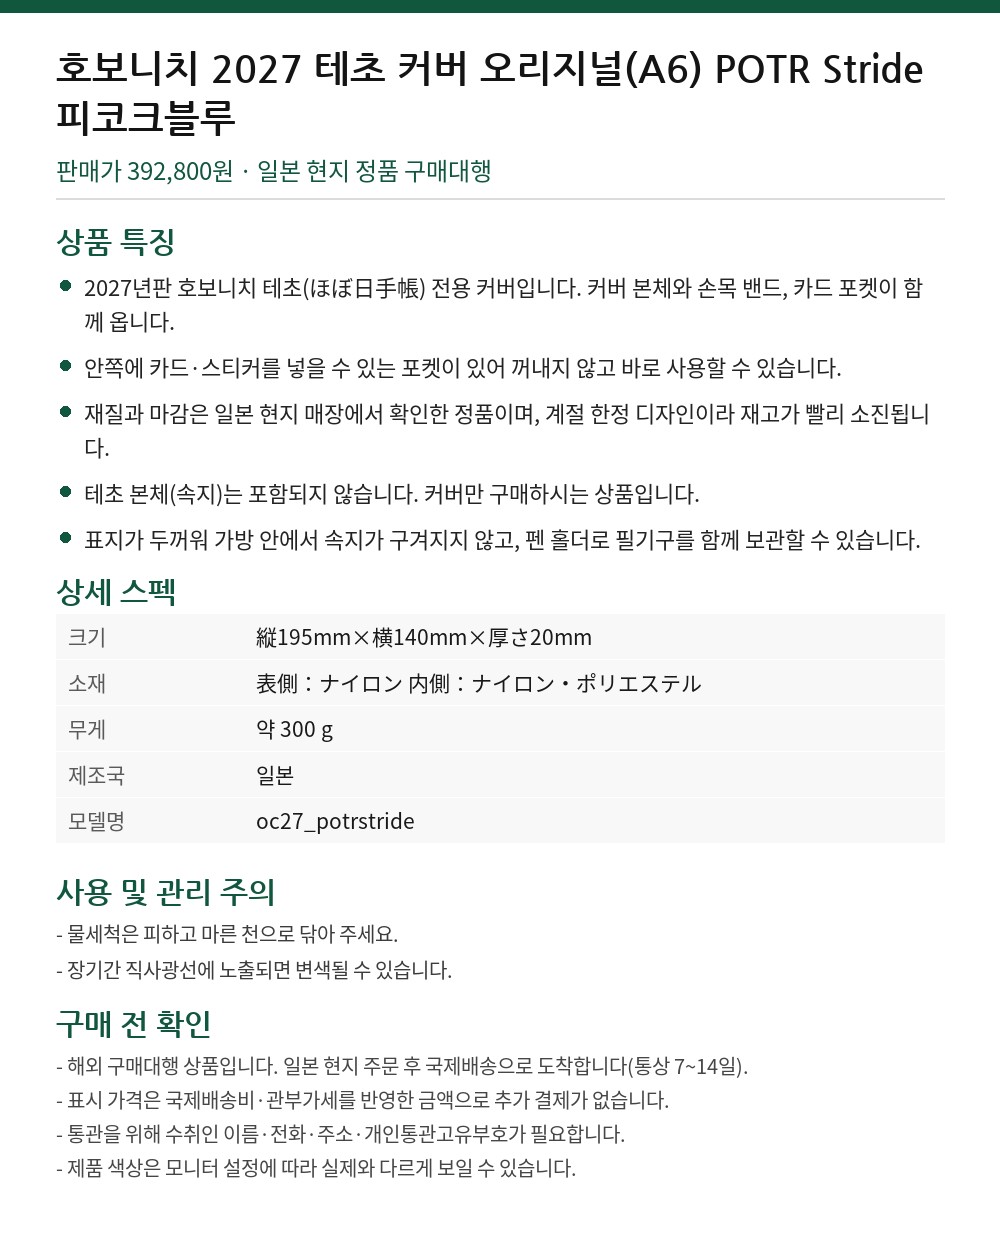 호보니치 2027 테초 커버 오리지널(A6) POTR Stride
피코크블루
판매가 392,800원 · 일본 현지 정품 구매대행
상품 특징
● 2027년판 호보니치 테초(ほぼ日手帳) 전용 커버입니다. 커버 본체와 손목 밴드, 카드 포켓이 함
께 옵니다.
● 안쪽에 카드·스티커를 넣을 수 있는 포켓이 있어 꺼내지 않고 바로 사용할 수 있습니다.
● 재질과 마감은 일본 현지 매장에서 확인한 정품이며, 계절 한정 디자인이라 재고가 빨리 소진됩니
다.
● 테초 본체(속지)는 포함되지 않습니다. 커버만 구매하시는 상품입니다.
● 표지가 두꺼워 가방 안에서 속지가 구겨지지 않고, 펜 홀더로 필기구를 함께 보관할 수 있습니다.
상세 스펙
크기 縦195mm×横140mm×厚さ20mm
소재 表側：ナイロン 内側：ナイロン・ポリエステル
무게 약 300 g
제조국 일본
모델명 oc27_potrstride
사용 및 관리 주의
- 물세척은 피하고 마른 천으로 닦아 주세요.
- 장기간 직사광선에 노출되면 변색될 수 있습니다.
구매 전 확인
- 해외 구매대행 상품입니다. 일본 현지 주문 후 국제배송으로 도착합니다(통상 7~14일).
- 표시 가격은 국제배송비·관부가세를 반영한 금액으로 추가 결제가 없습니다.
- 통관을 위해 수취인 이름·전화·주소·개인통관고유부호가 필요합니다.
- 제품 색상은 모니터 설정에 따라 실제와 다르게 보일 수 있습니다.